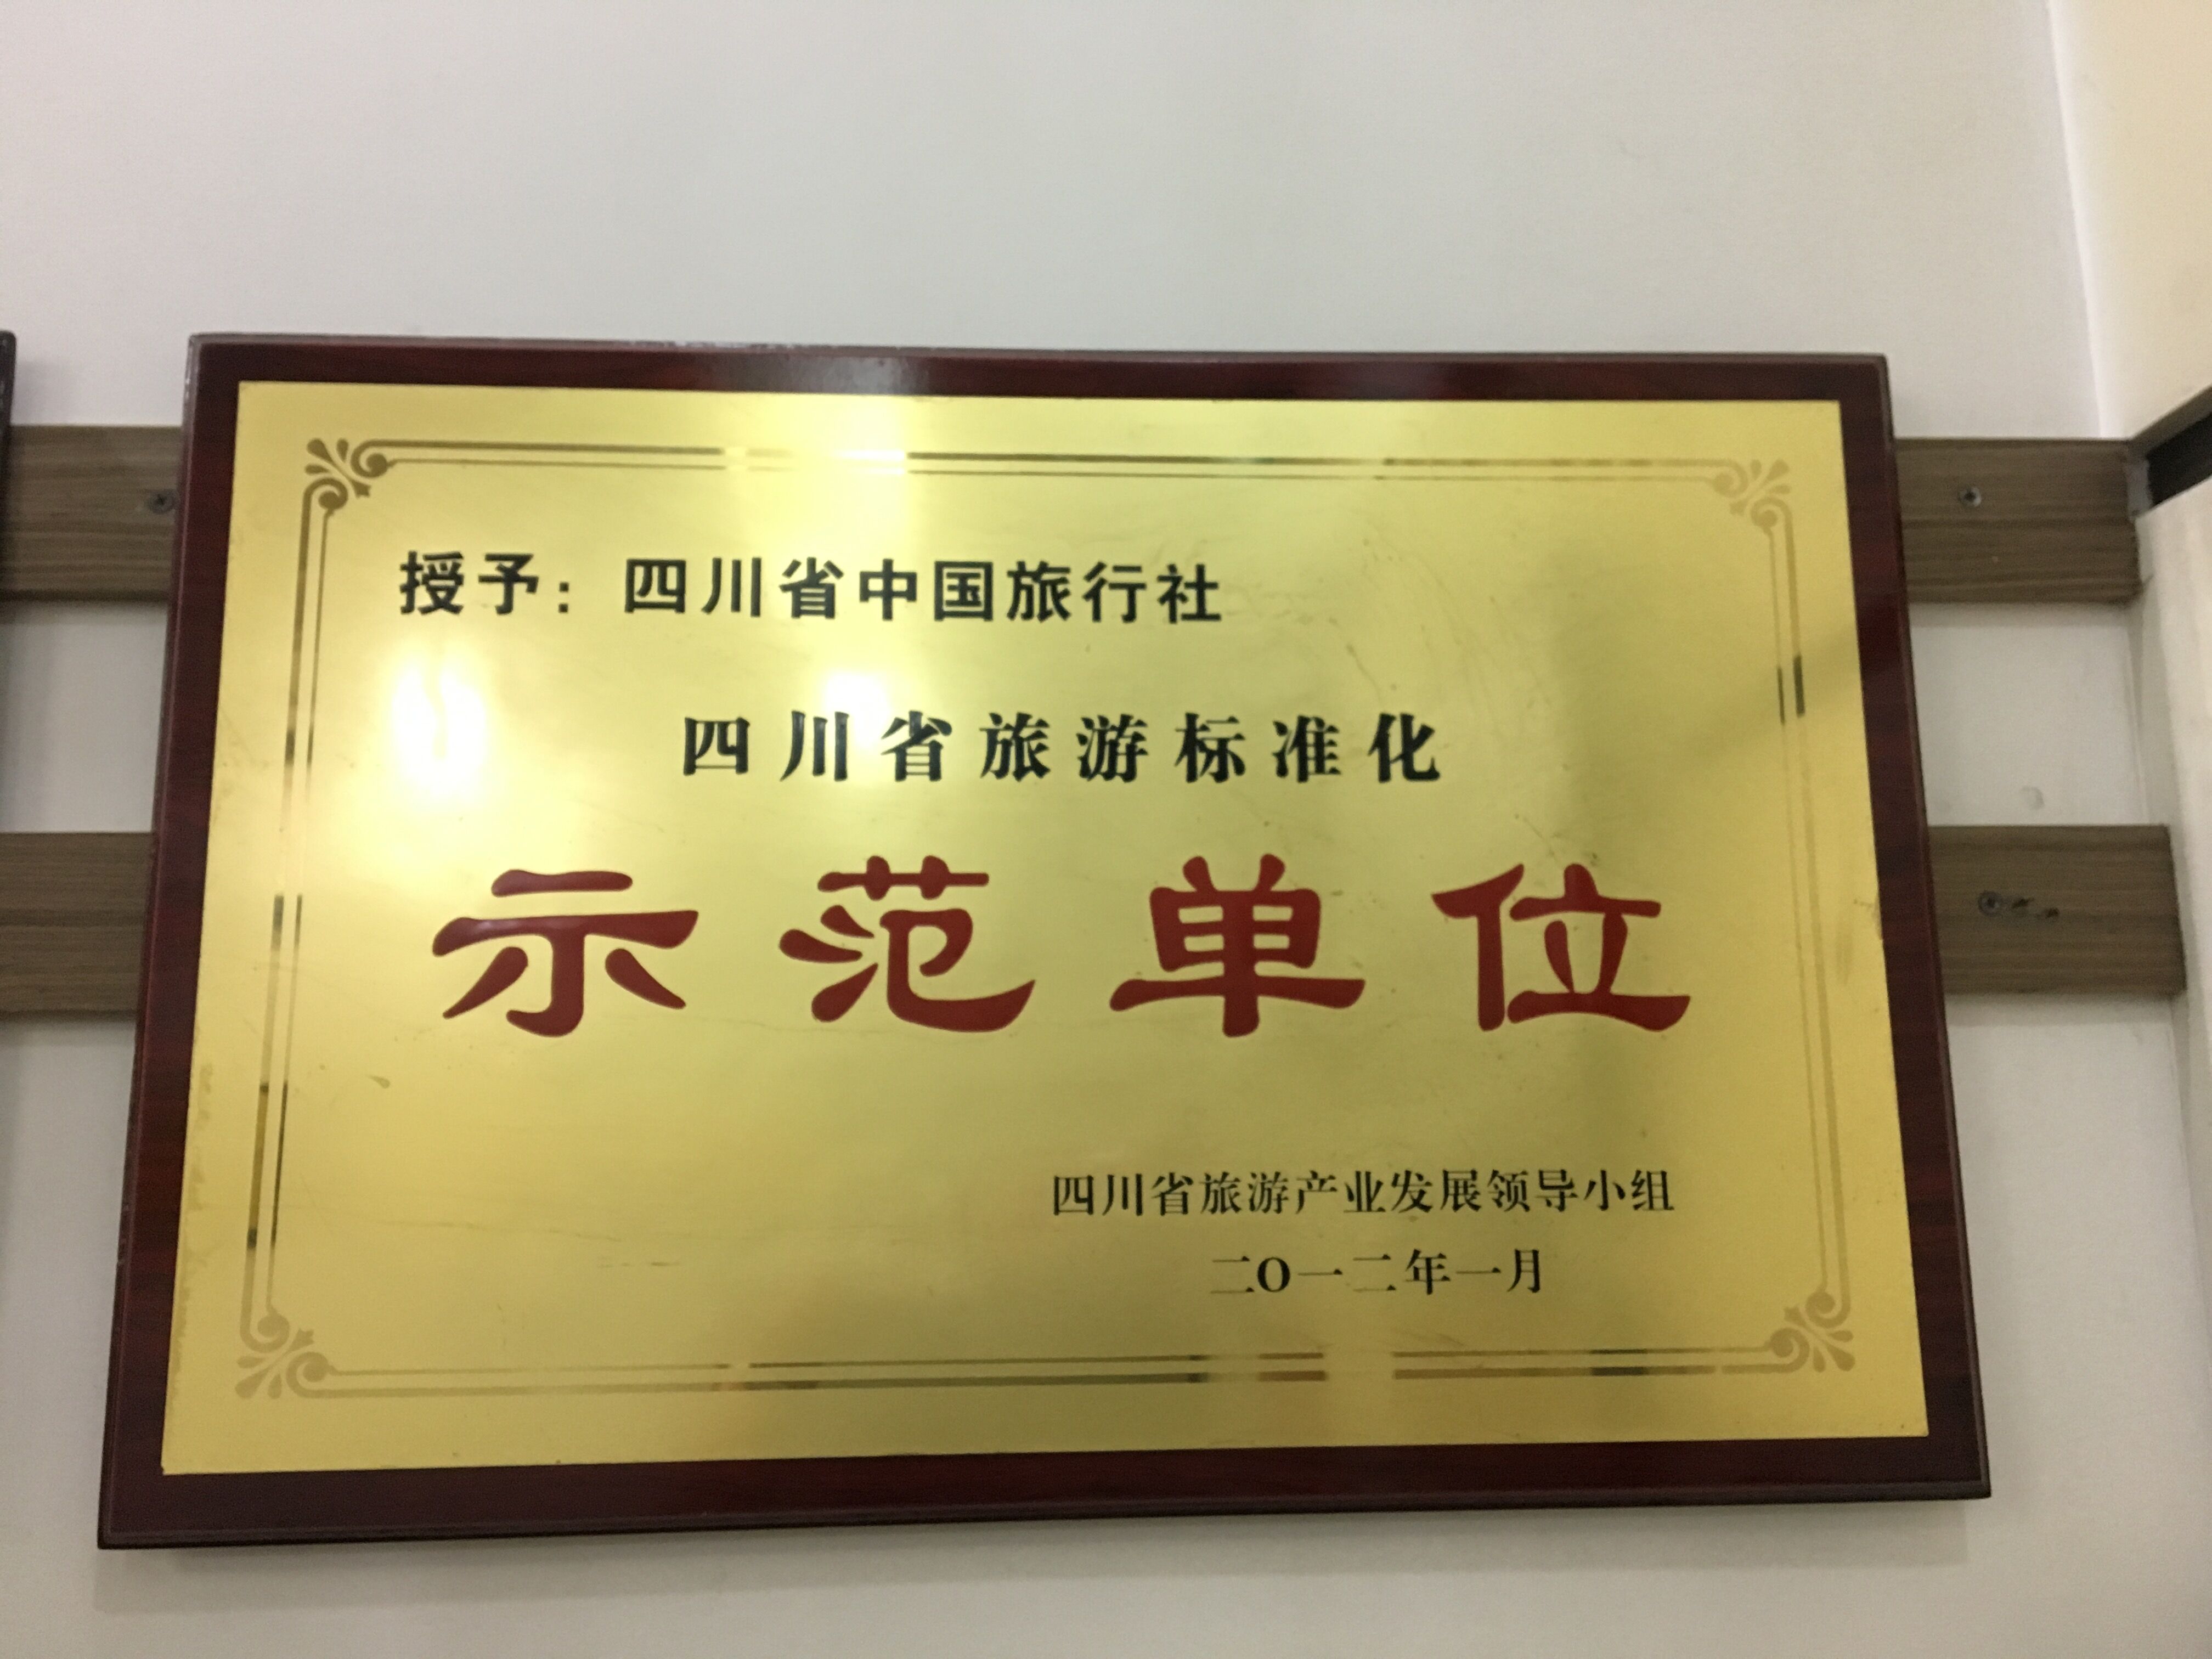 授予：四川省中国旅行社
四川省旅游标准化
示范单位
四川省旅游产业发展领导小组
二O一二年一月